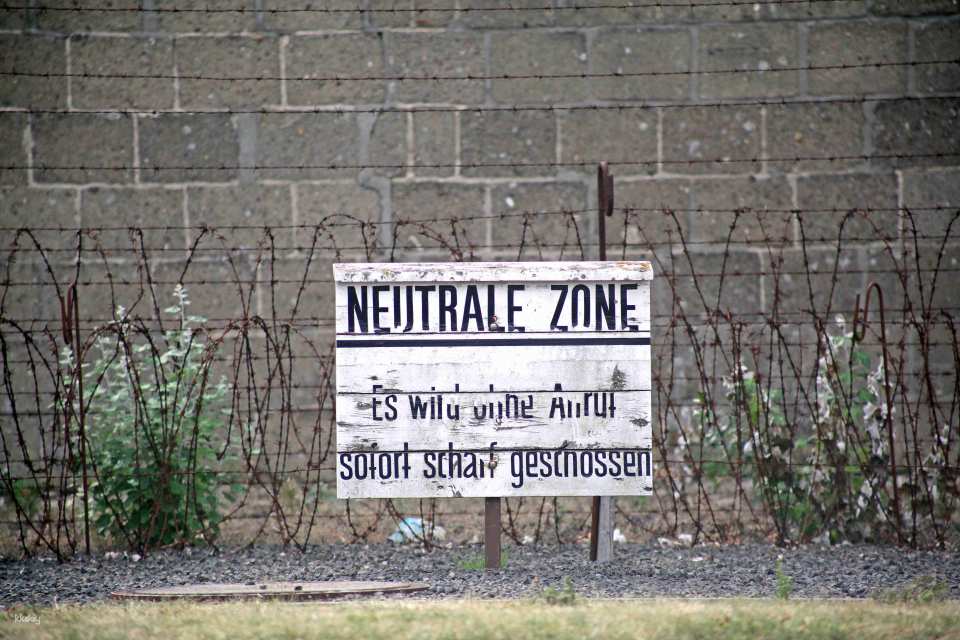 NEUTRALE ZONE
Es wird ohne Anruf
sofort scharf geschossen